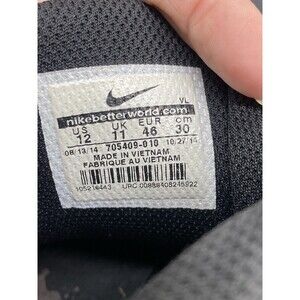 VL
nikebetterworld.com
US UK EUR cm
12 11 46 30
08/13/14 705409-010 10/27/14
MADE IN VIETNAM
FABRIQUE AU VIETNAM
UPC